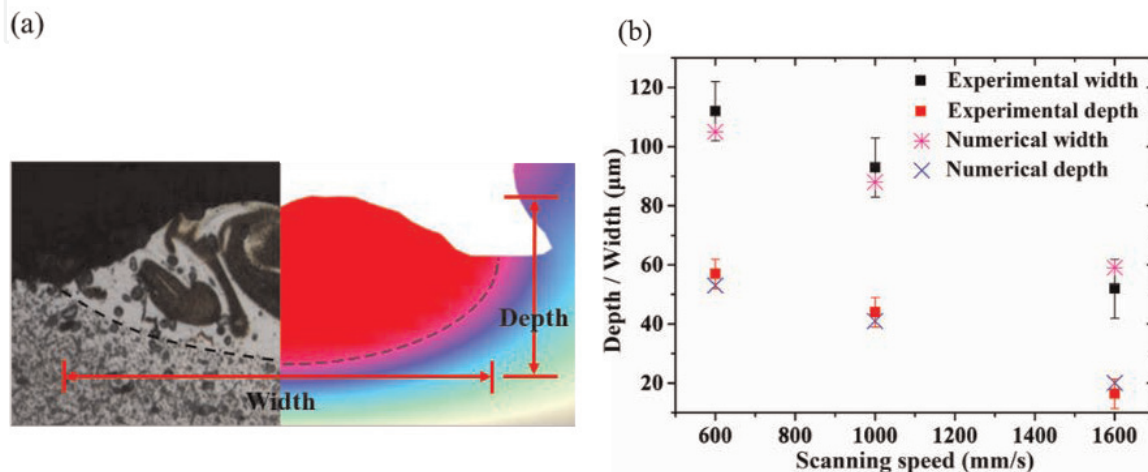 (a)
Depth
Width
(b)
Depth / Width (μm)
120
100
80
60
40
20
Experimental width
Experimental depth
Numerical width
Numerical depth
600 800 1000 1200 1400 1600
Scanning speed (mm/s)